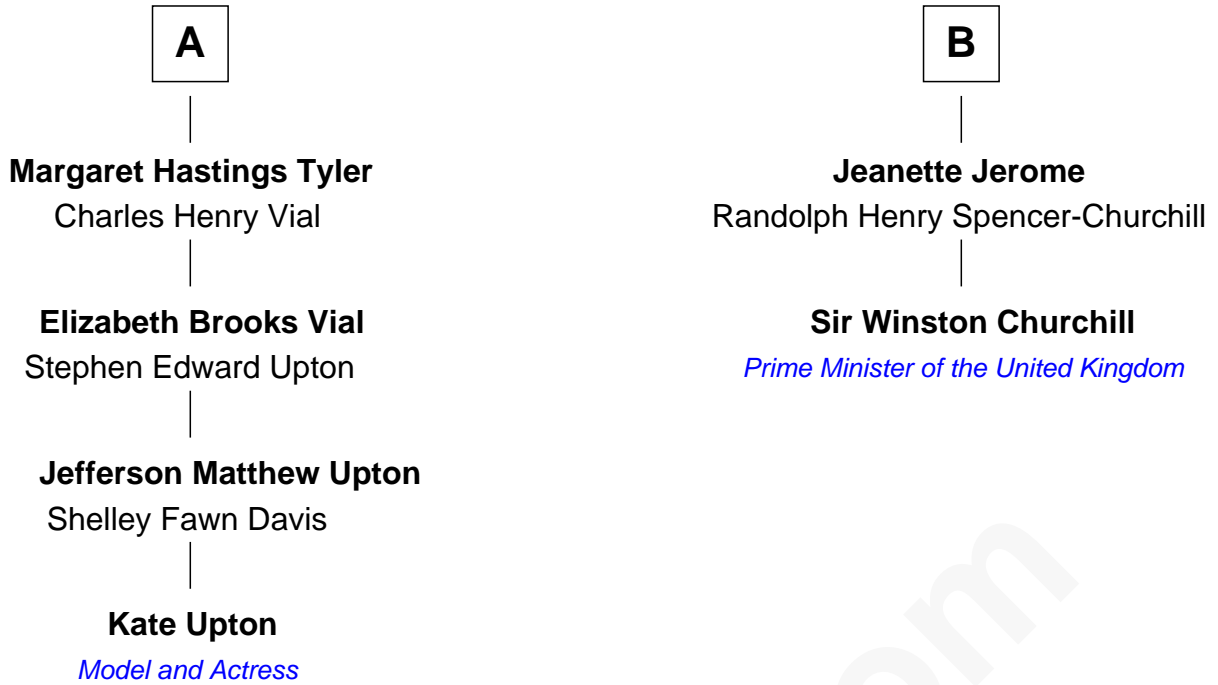 A
Margaret Hastings Tyler
Charles Henry Vial
Elizabeth Brooks Vial
Stephen Edward Upton
Jefferson Matthew Upton
Shelley Fawn Davis
Kate Upton
Model and Actress
B
Jeanette Jerome
Randolph Henry Spencer-Churchill
Sir Winston Churchill
Prime Minister of the United Kingdom
om